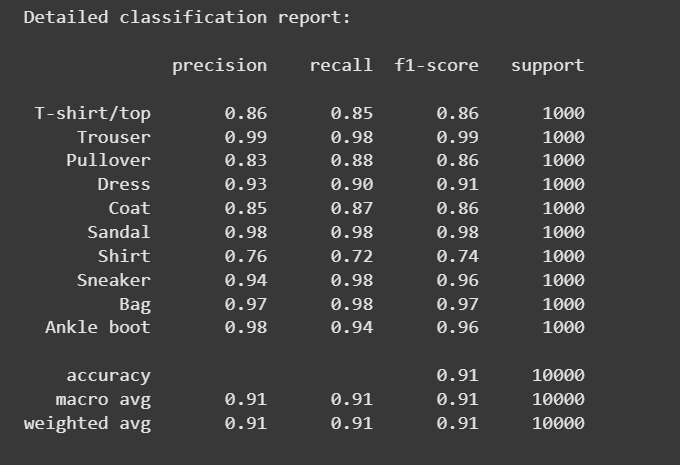 Detailed classification report:
precision recall f1-score support
T-shirt/top 0.86 0.85 0.86 1000
Trouser 0.99 0.98 0.99 1000
Pullover 0.83 0.88 0.86 1000
Dress 0.93 0.90 0.91 1000
Coat 0.85 0.87 0.86 1000
Sandal 0.98 0.98 0.98 1000
Shirt 0.76 0.72 0.74 1000
Sneaker 0.94 0.98 0.96 1000
Bag 0.97 0.98 0.97 1000
Ankle boot 0.98 0.94 0.96 1000
accuracy 0.91 10000
macro avg 0.91 0.91 0.91 10000
weighted avg 0.91 0.91 0.91 10000